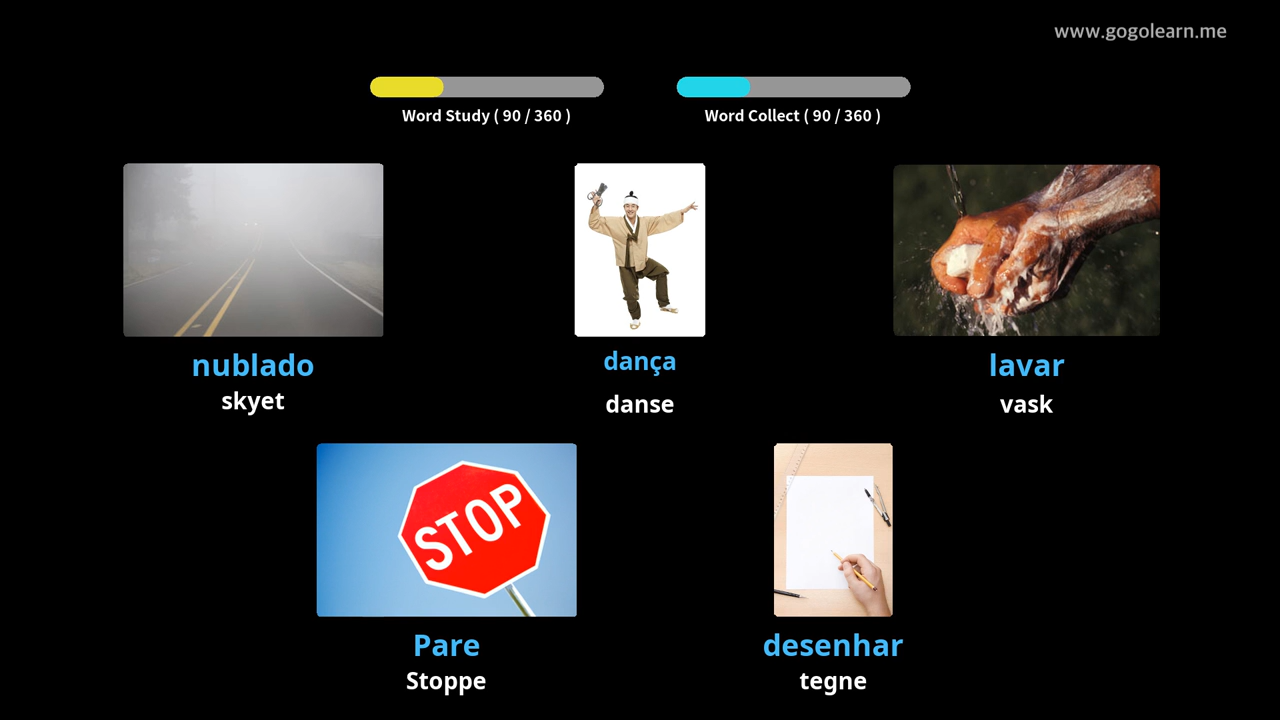 www.gogolearn.me
Word Study ( 90 / 360 )
Word Collect ( 90 / 360 )
nublado
skyet
dança
danse
lavar
vask
STOP
Pare
Stoppe
desenhar
tegne